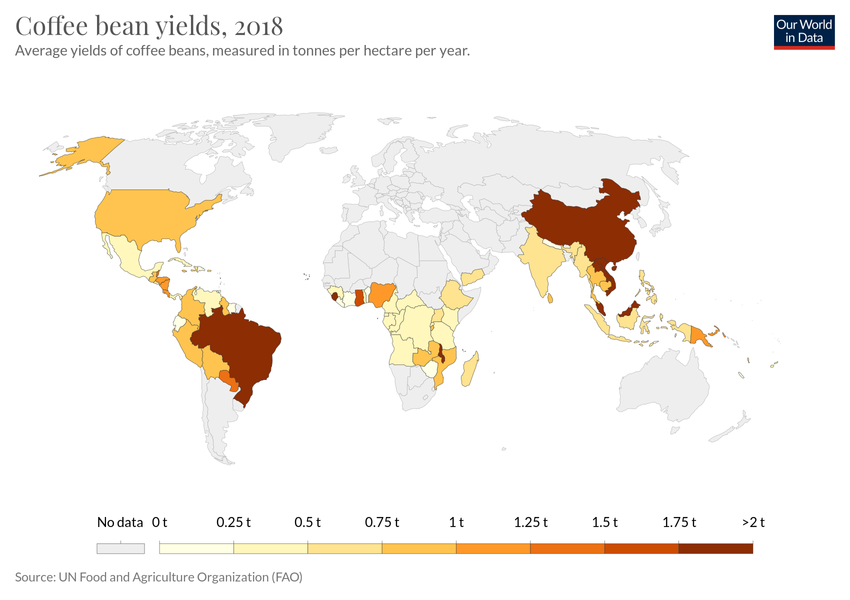 Coffee bean yields, 2018
Our World
in Data
Average yields of coffee beans, measured in tonnes per hectare per year.
No data 0 t 0.25 t 0.5 t 0.75 t 1 t 1.25 t 1.5 t 1.75 t >2 t
Source: UN Food and Agriculture Organization (FAO)